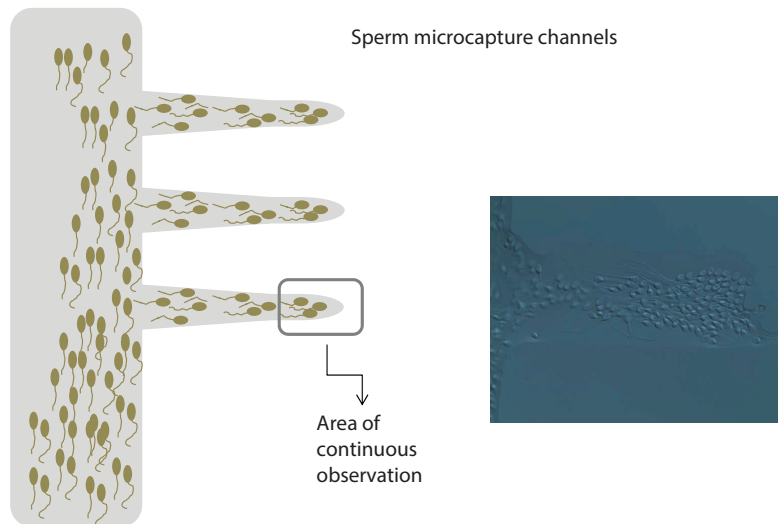 Sperm microcapture channels
Area of
continuous
observation